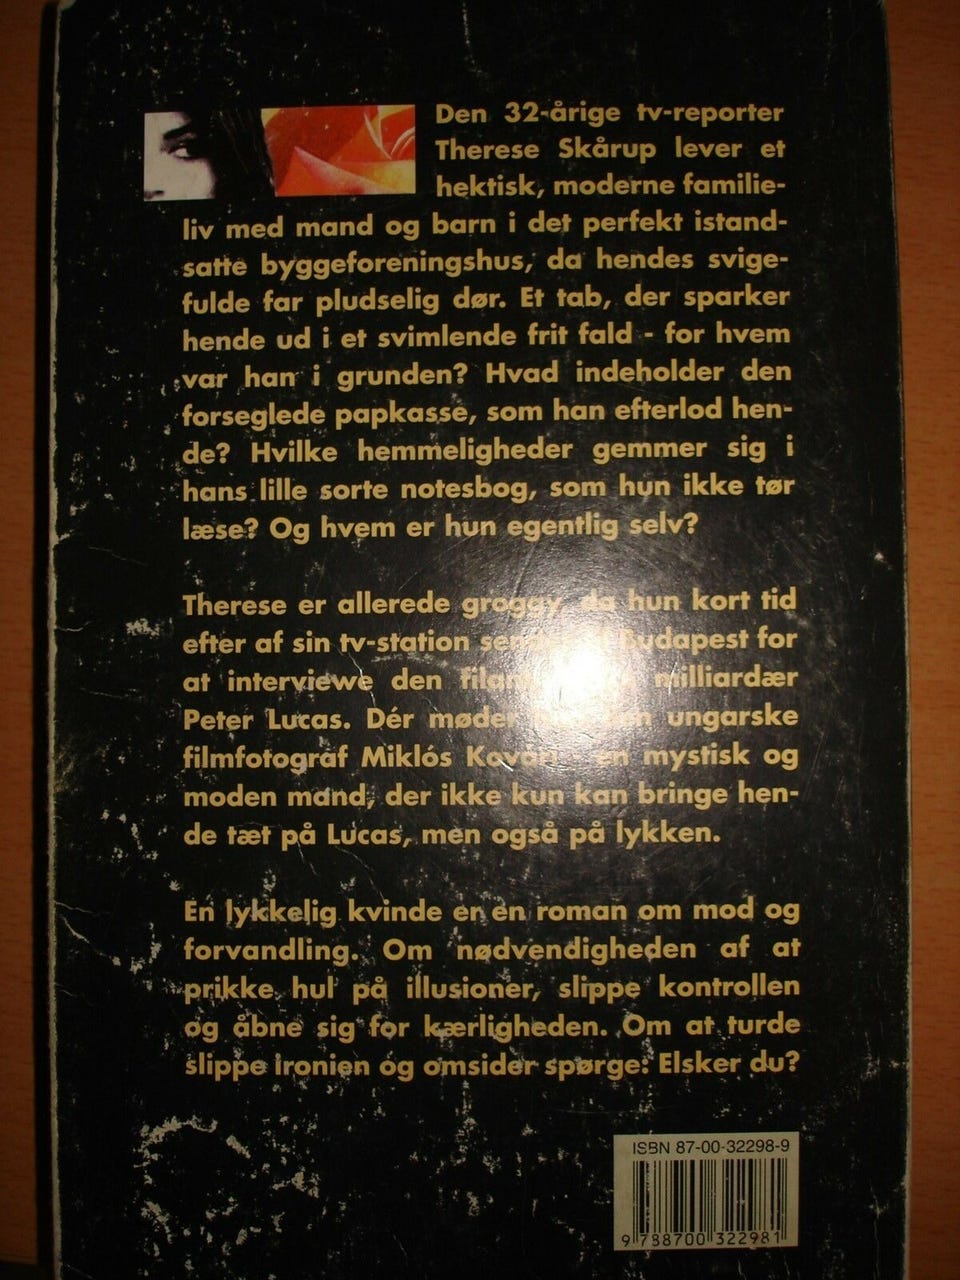 Den 32-årige tv-reporter
Therese Skårup lever et
hektisk, moderne familie-
liv med mand og barn i det perfekt istand-
satte byggeforeningshus, da hendes svige-
fulde far pludselig dør. Et tab, der sparker
hende ud i et svimlende frit fald - for hvem
var han i grunden? Hvad indeholder den
forseglede papkasse, som han efterlod hen-
de? Hvilke hemmeligheder gemmer sig i
hans lille sorte notesbog, som hun ikke tør
læse? Og hvem er hun egentlig selv?
Therese er allerede groggy, da hun kort tid
efter af sin tv-station Budapest for
at interviewe den milliardær
Peter Lucas. Dér møder ungarske
filmfotograf Miklós en mystisk og
moden mand, der ikke kun kan bringe hen-
de tæt på Lucas, men også på lykken.
En lykkelig kvinde er en roman om mod og
forvandling. Om nødvendigheden af at
prikke hul på illusioner, slippe kontrollen
og åbne sig for kærligheden. Om at turde
slippe ironien og omsider spørge: Elsker du?
ISBN 87-00-32298-9
9 788700 322981